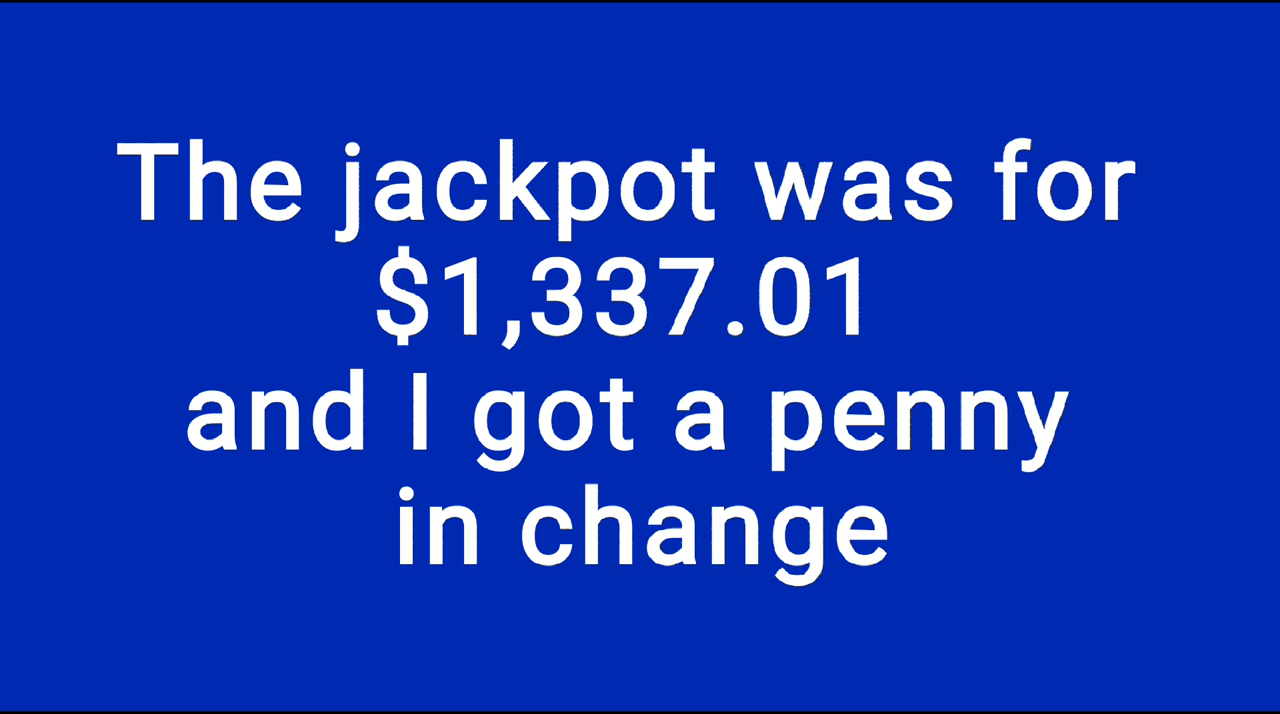 The jackpot was for
$1,337.01
and I got a penny
in change